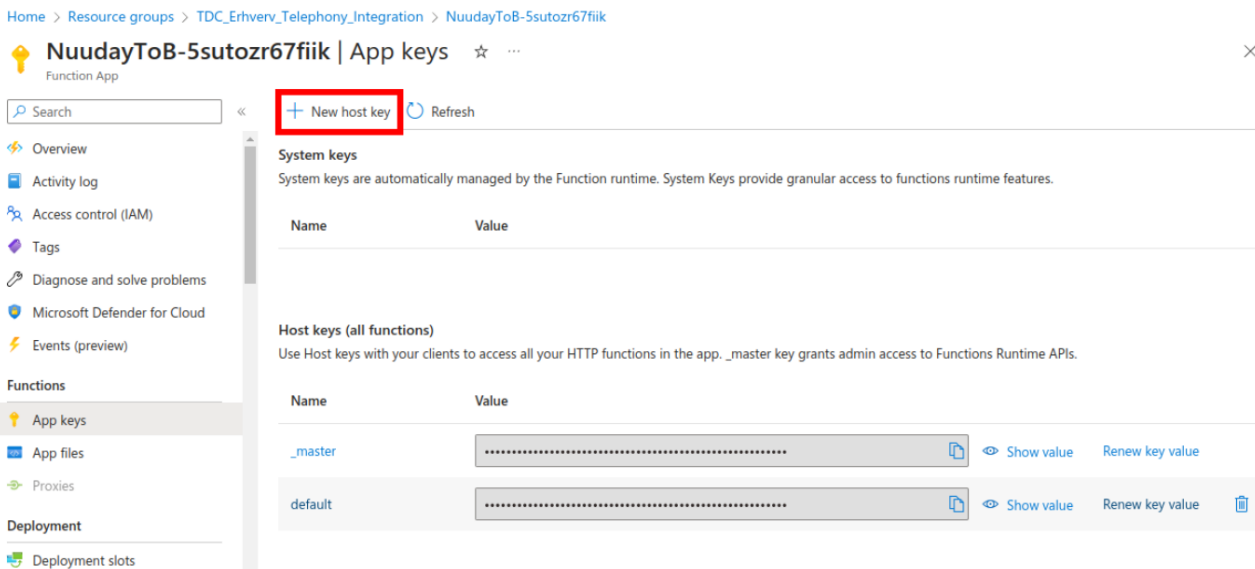 Home > Resource groups > TDC_Erhverv_Telephony_Integration > NuudayToB-5sutozr67fiik
NuudayToB-5sutozr67fiik | App keys
Function App
Search
New host key
Refresh
Overview
Activity log
Access control (IAM)
Tags
Diagnose and solve problems
Microsoft Defender for Cloud
Events (preview)
Functions
App keys
App files
Proxies
Deployment
Deployment slots
System keys
System keys are automatically managed by the Function runtime. System Keys provide granular access to functions runtime features.
Name Value
Host keys (all functions)
Use Host keys with your clients to access all your HTTP functions in the app. _master key grants admin access to Functions Runtime APIs.
Name Value
_master Show value Renew key value
default Show value Renew key value